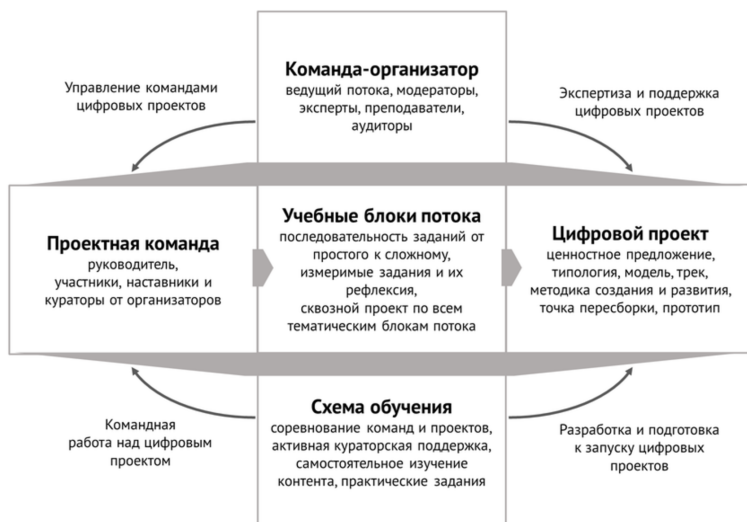 Команда-организатор
ведущий потока, модераторы,
эксперты, преподаватели,
аудиторы
Управление командами
цифровых проектов
Экспертиза и поддержка
цифровых проектов
Проектная команда
руководитель,
участники, наставники и
кураторы от организаторов
Учебные блоки потока
последовательность заданий от
простого к сложному,
измеримые задания и их
рефлексия,
сквозной проект по всем
тематическим блокам потока
Цифровой проект
ценностное предложение,
типология, модель, трек,
методика создания и развития,
точка пересборки, прототип
Схема обучения
соревнование команд и проектов,
активная кураторская поддержка,
самостоятельное изучение
контента, практические задания
Командная
работа над цифровым
проектом
Разработка и подготовка
к запуску цифровых
проектов